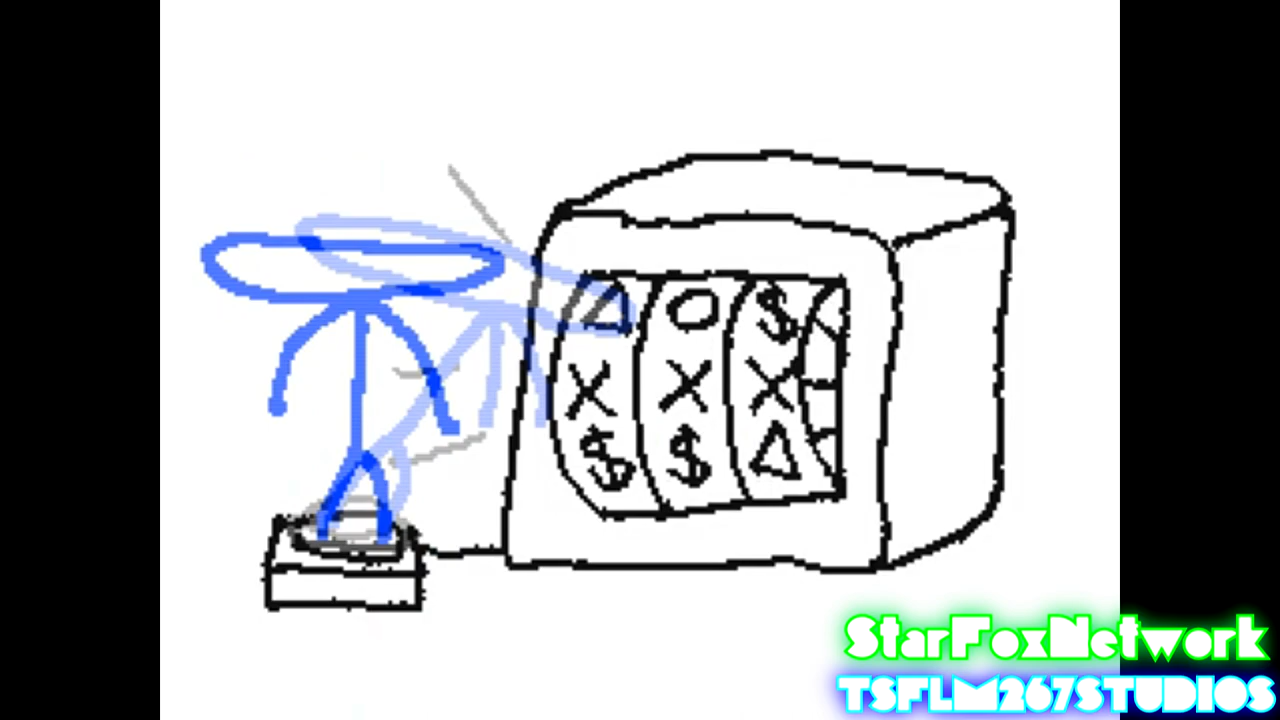 $
X X X
$ $
StarFoxNetwork
TSFLM267STUDIOS